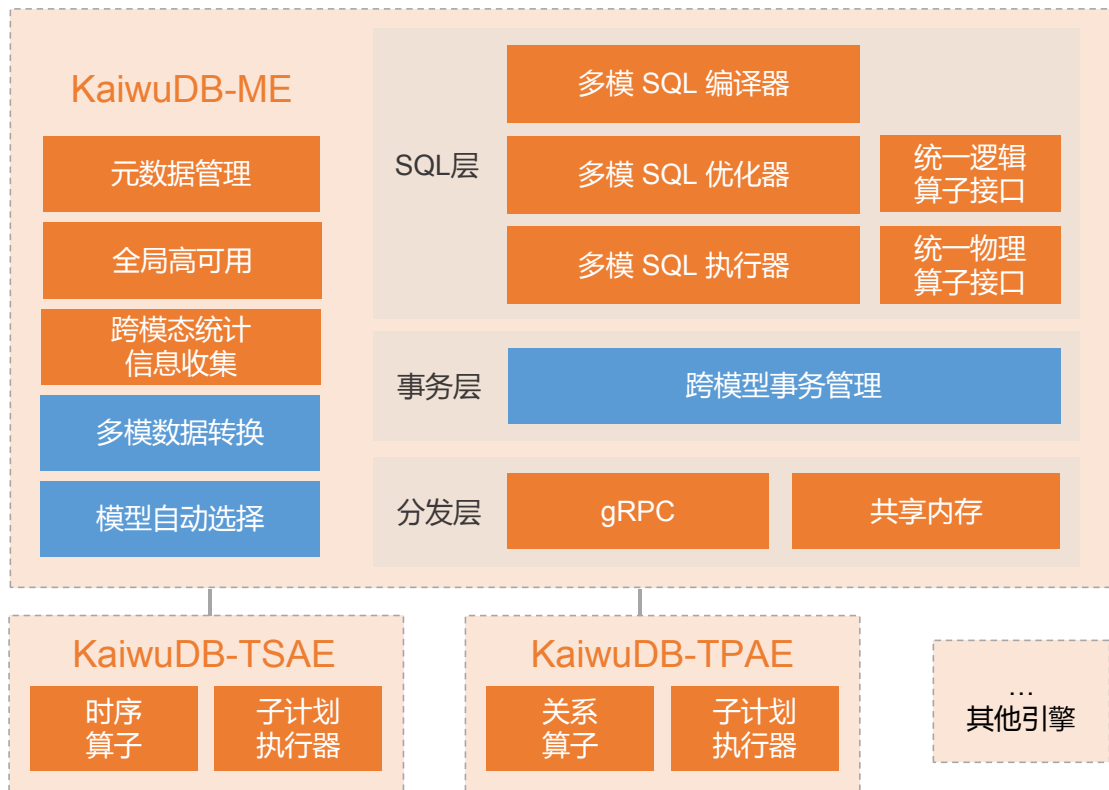 KaiwuDB-ME
元数据管理
全局高可用
跨模态统计
信息收集
多模数据转换
模型自动选择
SQL层
多模 SQL 编译器
多模 SQL 优化器
统一逻辑
算子接口
多模 SQL 执行器
统一物理
算子接口
事务层
跨模型事务管理
分发层
gRPC
共享内存
KaiwuDB-TSAE
时序
算子
子计划
执行器
KaiwuDB-TPAE
关系
算子
子计划
执行器
...
其他引擎